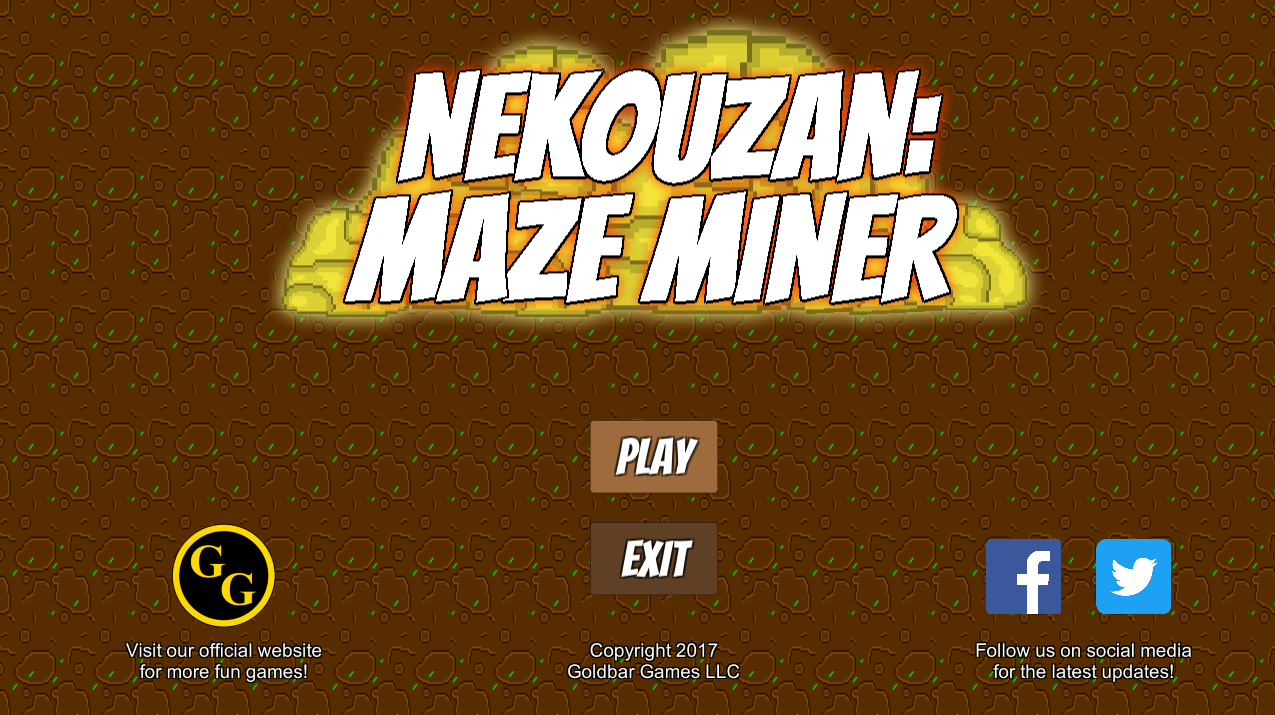 NEKOUZAN:
MAZE MINER
PLAY
EXIT
GG
Visit our official website
for more fun games!
Copyright 2017
Goldbar Games LLC
f
Follow us on social media
for the latest updates!